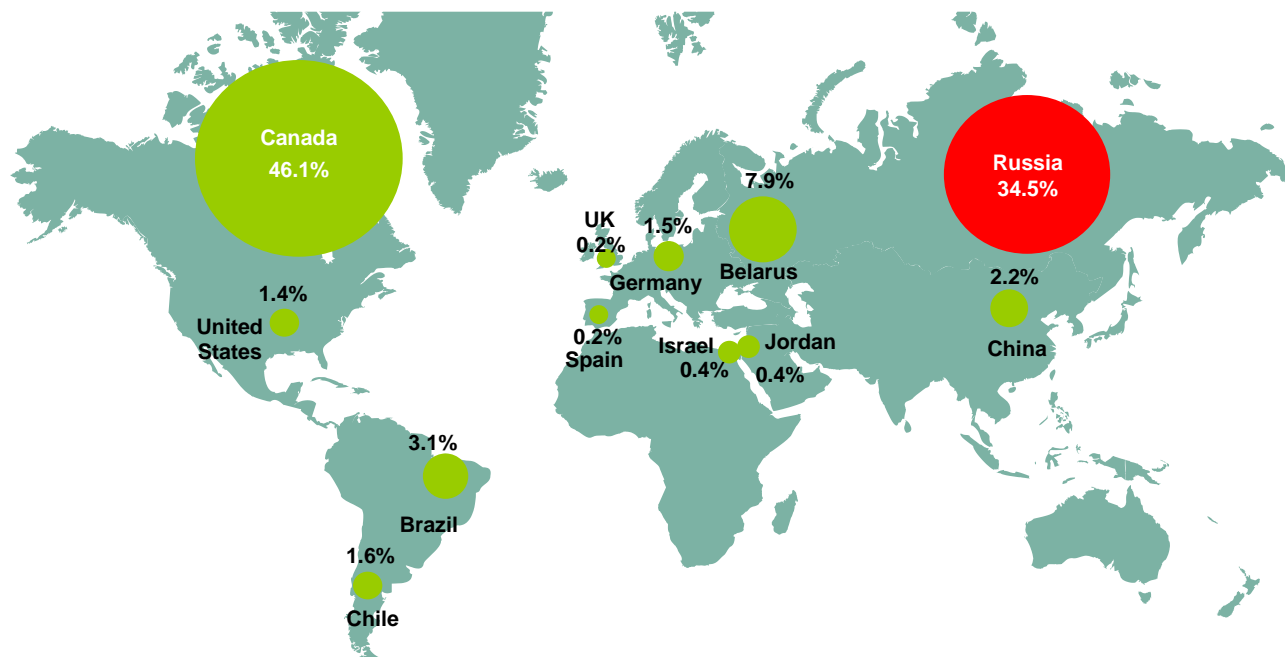 Canada
46.1%
Russia
34.5%
7.9%
Belarus
UK
0.2%
1.5%
Germany
2.2%
China
1.4%
United
States
0.2%
Spain
Israel
0.4%
Jordan
0.4%
3.1%
Brazil
1.6%
Chile